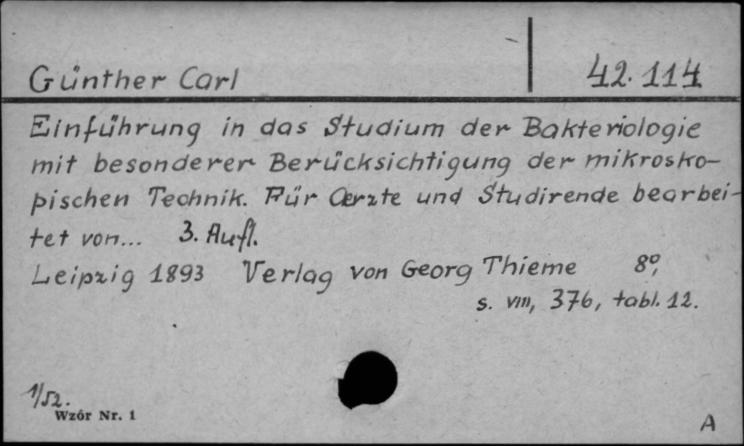 Günther Carl 42.114
Einführung in das Studium der Bakteriologie
mit besonderer Berücksichtigung der mikrosko-
pischen Technik. Für Aerzte und Studirende bearbei-
tet von... 3. Aufl.
Leipzig 1893 Verlag von Georg Thieme 8°,
s. VIII, 376, tabl. 12.
1/52.
Wzór Nr. 1
A